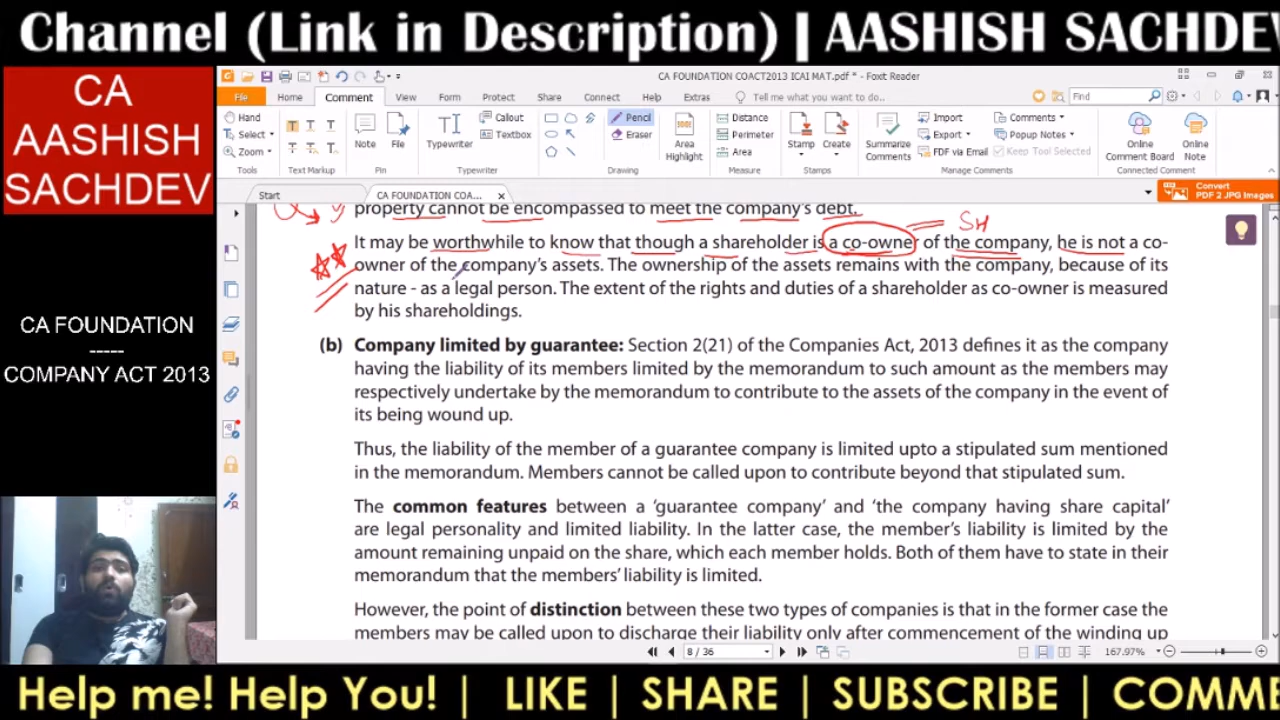 Channel (Link in Description) | AASHISH SACHDEV
CA
AASHISH
SACHDEV
CA FOUNDATION
-----
COMPANY ACT 2013
CA FOUNDATION COACT2013 ICAI MAT.pdf * - Foxit Reader
File Home Comment View Form Protect Share Connect Help Extras Tell me what you want to do.. Find
Hand
Select
Zoom
Tools
Text Markup
Note
File
Pin
Typewriter
Callout
Textbox
Typewriter
Pencil
Eraser
Drawing
Area
Highlight
Distance
Perimeter
Area
Measure
Stamp
Create
Stamps
Summarize
Comments
Import
Export
FDF via Email
Comments
Popup Notes
Keep Tool Selected
Manage Comments
Online
Comment Board
Online
Note
Connected Comment
Start
CA FOUNDATION COA...
Convert
PDF 2 JPG Images
property cannot be encompassed to meet the company's debt.
SH
It may be worthwhile to know that though a shareholder is a co-owner of the company, he is not a co-
owner of the company's assets. The ownership of the assets remains with the company, because of its
nature - as a legal person. The extent of the rights and duties of a shareholder as co-owner is measured
by his shareholdings.
(b) Company limited by guarantee: Section 2(21) of the Companies Act, 2013 defines it as the company
having the liability of its members limited by the memorandum to such amount as the members may
respectively undertake by the memorandum to contribute to the assets of the company in the event of
its being wound up.
Thus, the liability of the member of a guarantee company is limited upto a stipulated sum mentioned
in the memorandum. Members cannot be called upon to contribute beyond that stipulated sum.
The common features between a 'guarantee company' and 'the company having share capital'
are legal personality and limited liability. In the latter case, the member's liability is limited by the
amount remaining unpaid on the share, which each member holds. Both of them have to state in their
memorandum that the members' liability is limited.
However, the point of distinction between these two types of companies is that in the former case the
members may be called upon to discharge their liability only after commencement of the winding up
8 / 36
167.97%
Help me! Help You! | LIKE | SHARE | SUBSCRIBE | COMME